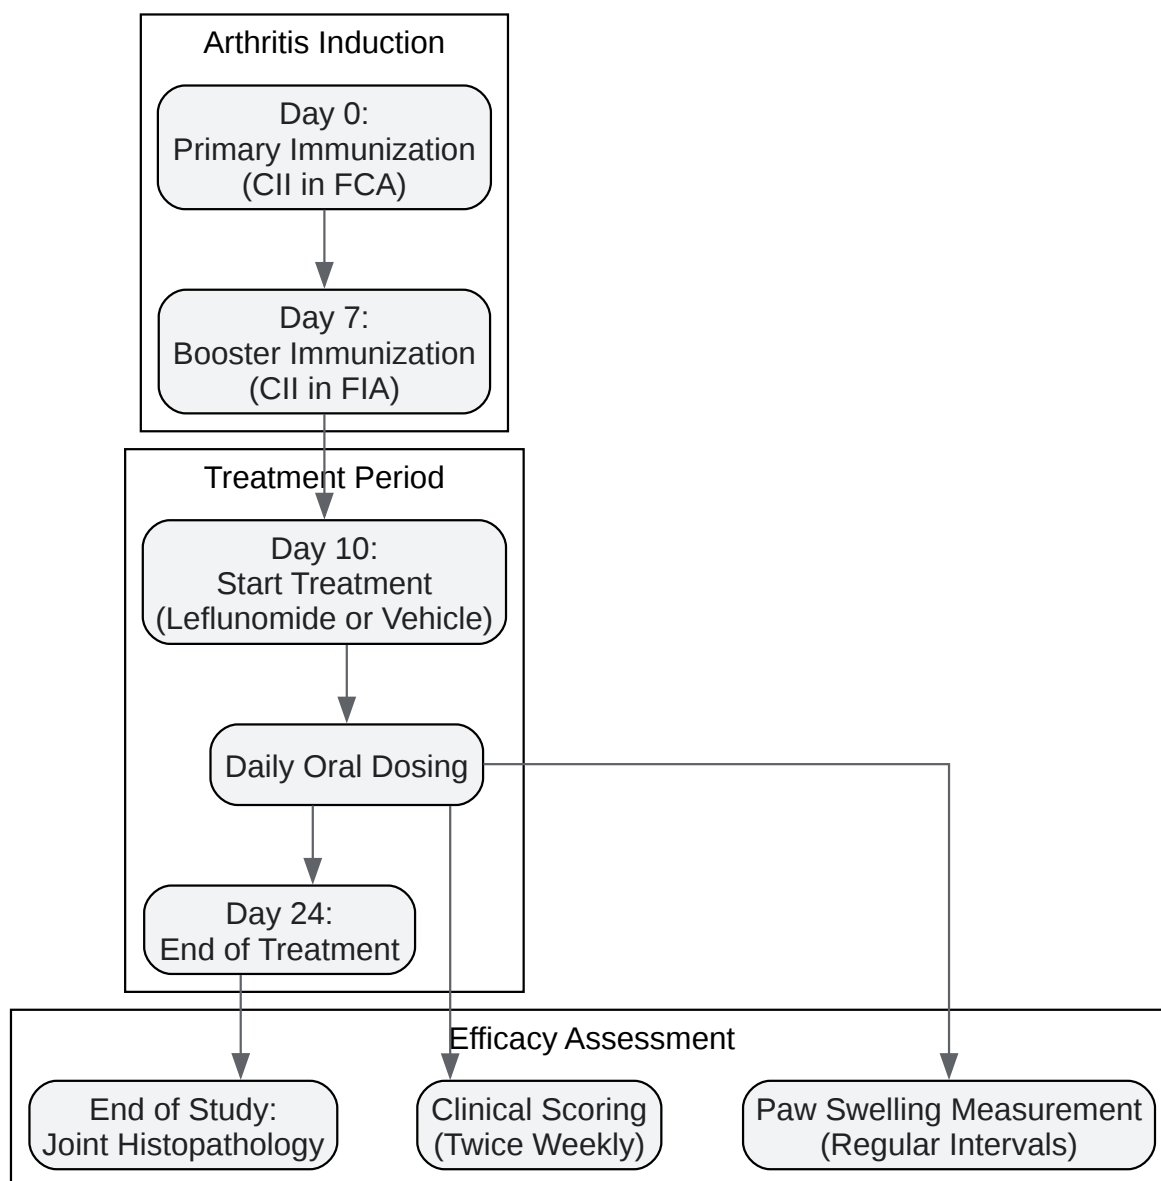 Arthritis Induction
Day 0:
Primary Immunization
(CII in FCA)
Day 7:
Booster Immunization
(CII in FIA)
Treatment Period
Day 10:
Start Treatment
(Leflunomide or Vehicle)
Daily Oral Dosing
Day 24:
End of Treatment
Efficacy Assessment
End of Study:
Joint Histopathology
Clinical Scoring
(Twice Weekly)
Paw Swelling Measurement
(Regular Intervals)